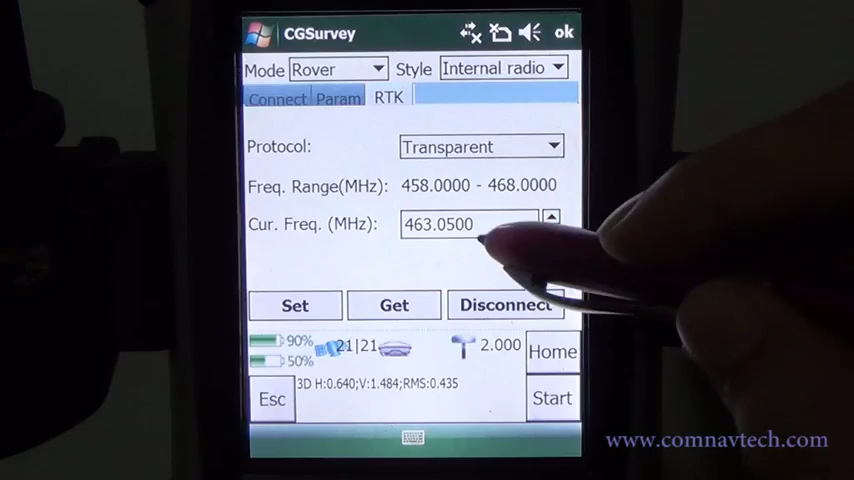 CGSurvey ok
Mode Rover Style Internal radio
Connect Param RTK
Protocol: Transparent
Freq. Range(MHz): 458.0000 - 468.0000
Cur. Freq. (MHz): 463.0500
Set Get Disconnect
90% 21|21 2.000 Home
50%
3D H:0.640;V:1.484;RMS:0.435
Esc Start
www.comnavtech.com